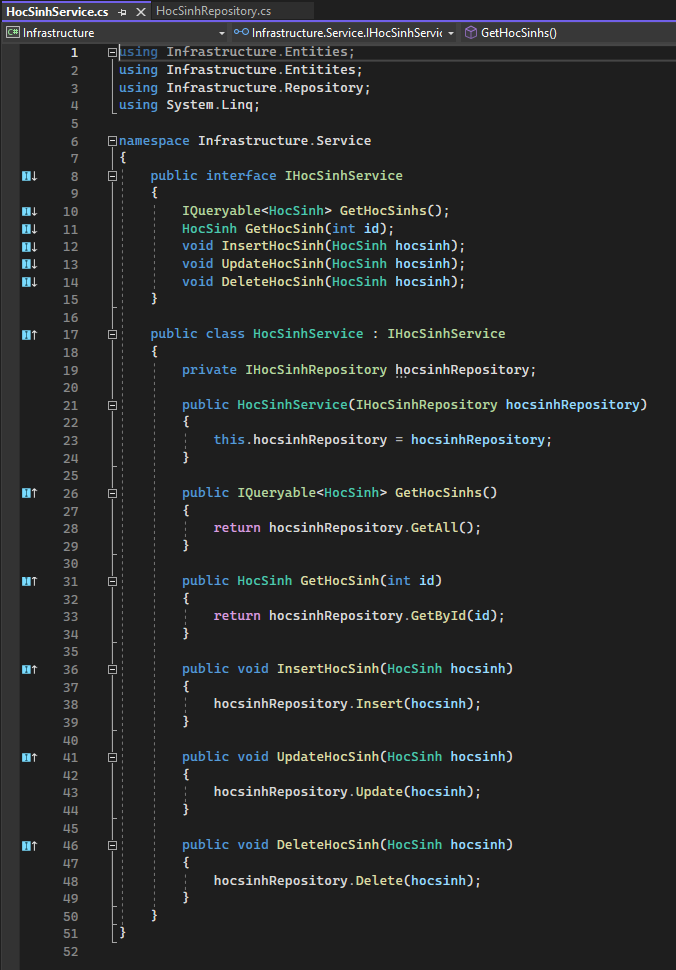 HocSinhService.cs HocSinhRepository.cs
C# Infrastructure Infrastructure.Service.IHocSinhServic GetHocSinhs()
1 using Infrastructure.Entities;
2 using Infrastructure.Entitites;
3 using Infrastructure.Repository;
4 using System.Linq;
5
6 namespace Infrastructure.Service
7 {
8 public interface IHocSinhService
9 {
10 IQueryable<HocSinh> GetHocSinhs();
11 HocSinh GetHocSinh(int id);
12 void InsertHocSinh(HocSinh hocsinh);
13 void UpdateHocSinh(HocSinh hocsinh);
14 void DeleteHocSinh(HocSinh hocsinh);
15 }
16
17 public class HocSinhService : IHocSinhService
18 {
19 private IHocSinhRepository hocsinhRepository;
20
21 public HocSinhService(IHocSinhRepository hocsinhRepository)
22 {
23 this.hocsinhRepository = hocsinhRepository;
24 }
25
26 public IQueryable<HocSinh> GetHocSinhs()
27 {
28 return hocsinhRepository.GetAll();
29 }
30
31 public HocSinh GetHocSinh(int id)
32 {
33 return hocsinhRepository.GetById(id);
34 }
35
36 public void InsertHocSinh(HocSinh hocsinh)
37 {
38 hocsinhRepository.Insert(hocsinh);
39 }
40
41 public void UpdateHocSinh(HocSinh hocsinh)
42 {
43 hocsinhRepository.Update(hocsinh);
44 }
45
46 public void DeleteHocSinh(HocSinh hocsinh)
47 {
48 hocsinhRepository.Delete(hocsinh);
49 }
50 }
51 }
52